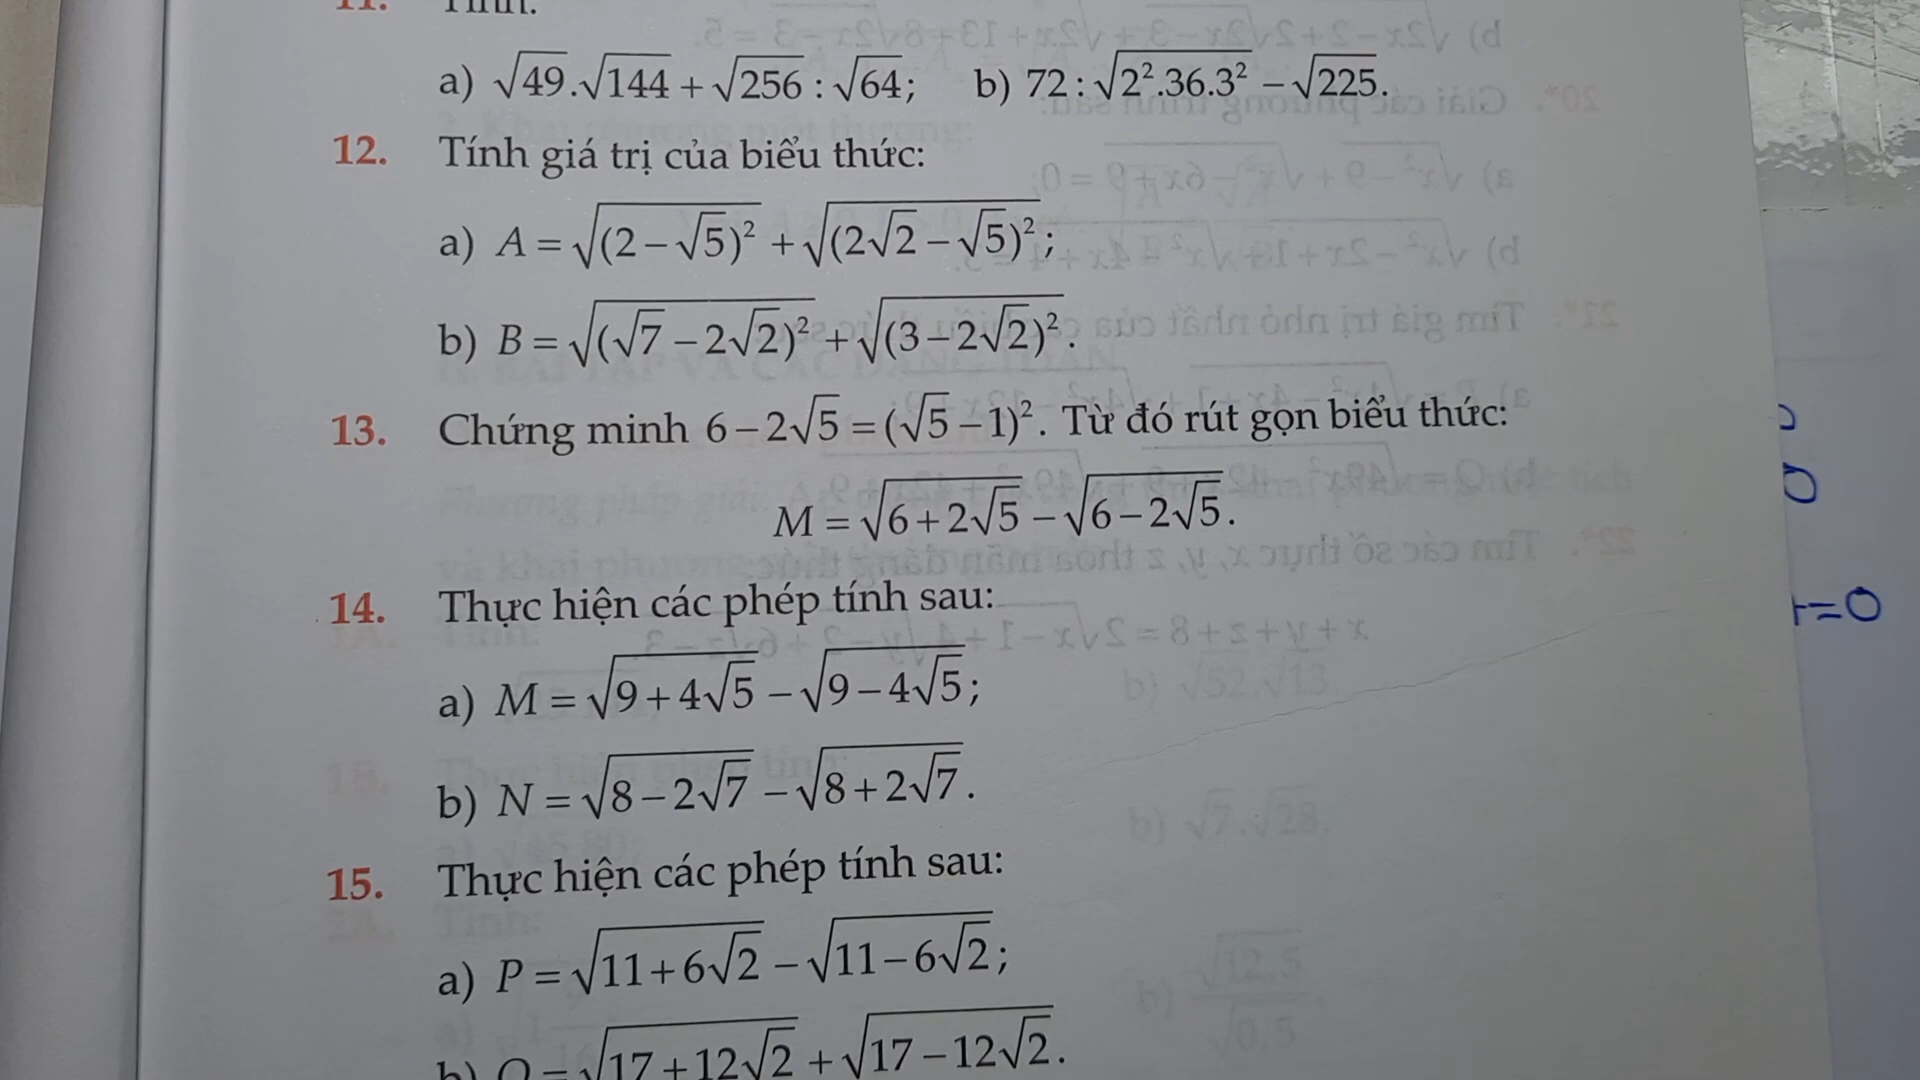 11. Tính:
a) √49.√144 + √256 : √64; b) 72 : √(2².36.3²) − √225.
12. Tính giá trị của biểu thức:
a) A = √((2 − √5)²) + √((2√2 − √5)²);
b) B = √((√7 − 2√2)²) + √((3 − 2√2)²).
13. Chứng minh 6 − 2√5 = (√5 − 1)². Từ đó rút gọn biểu thức:
M = √(6 + 2√5) − √(6 − 2√5).
14. Thực hiện các phép tính sau:
a) M = √(9 + 4√5) − √(9 − 4√5);
b) N = √(8 − 2√7) − √(8 + 2√7).
15. Thực hiện các phép tính sau:
a) P = √(11 + 6√2) − √(11 − 6√2);
b) Q = √(17 + 12√2) + √(17 − 12√2).